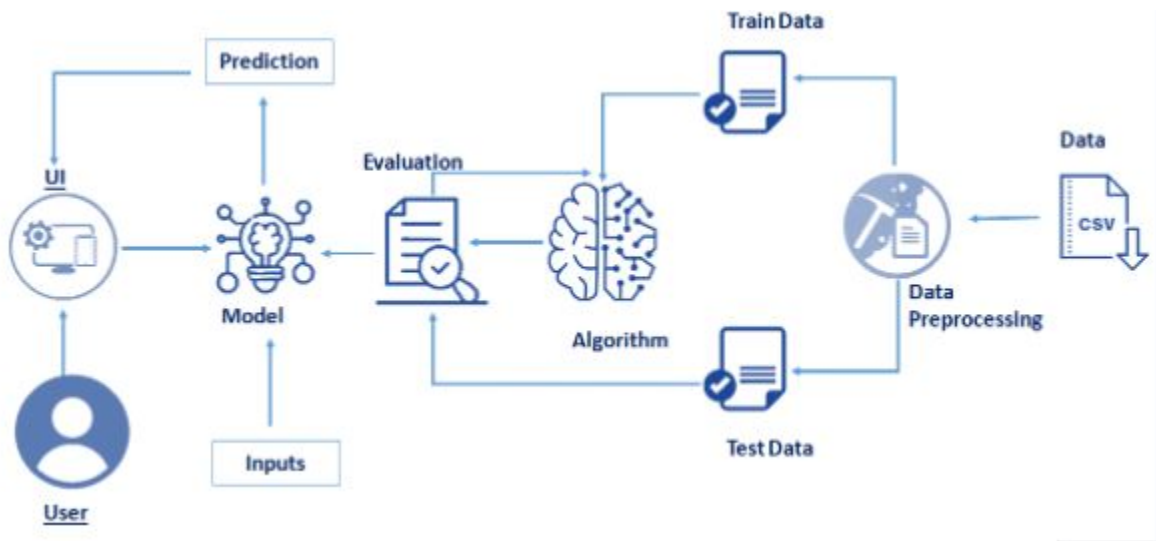 Train Data
Prediction
Data
Evaluation
UI
CSV
Model
Data
Preprocessing
Algorithm
Test Data
Inputs
User